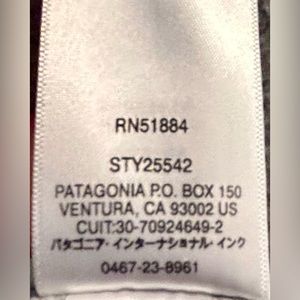 RN51884
STY25542
PATAGONIA P.O. BOX 150
VENTURA, CA 93002 US
CUIT:30-70924649-2
パタゴニア・インターナショナル・インク
0467-23-8961